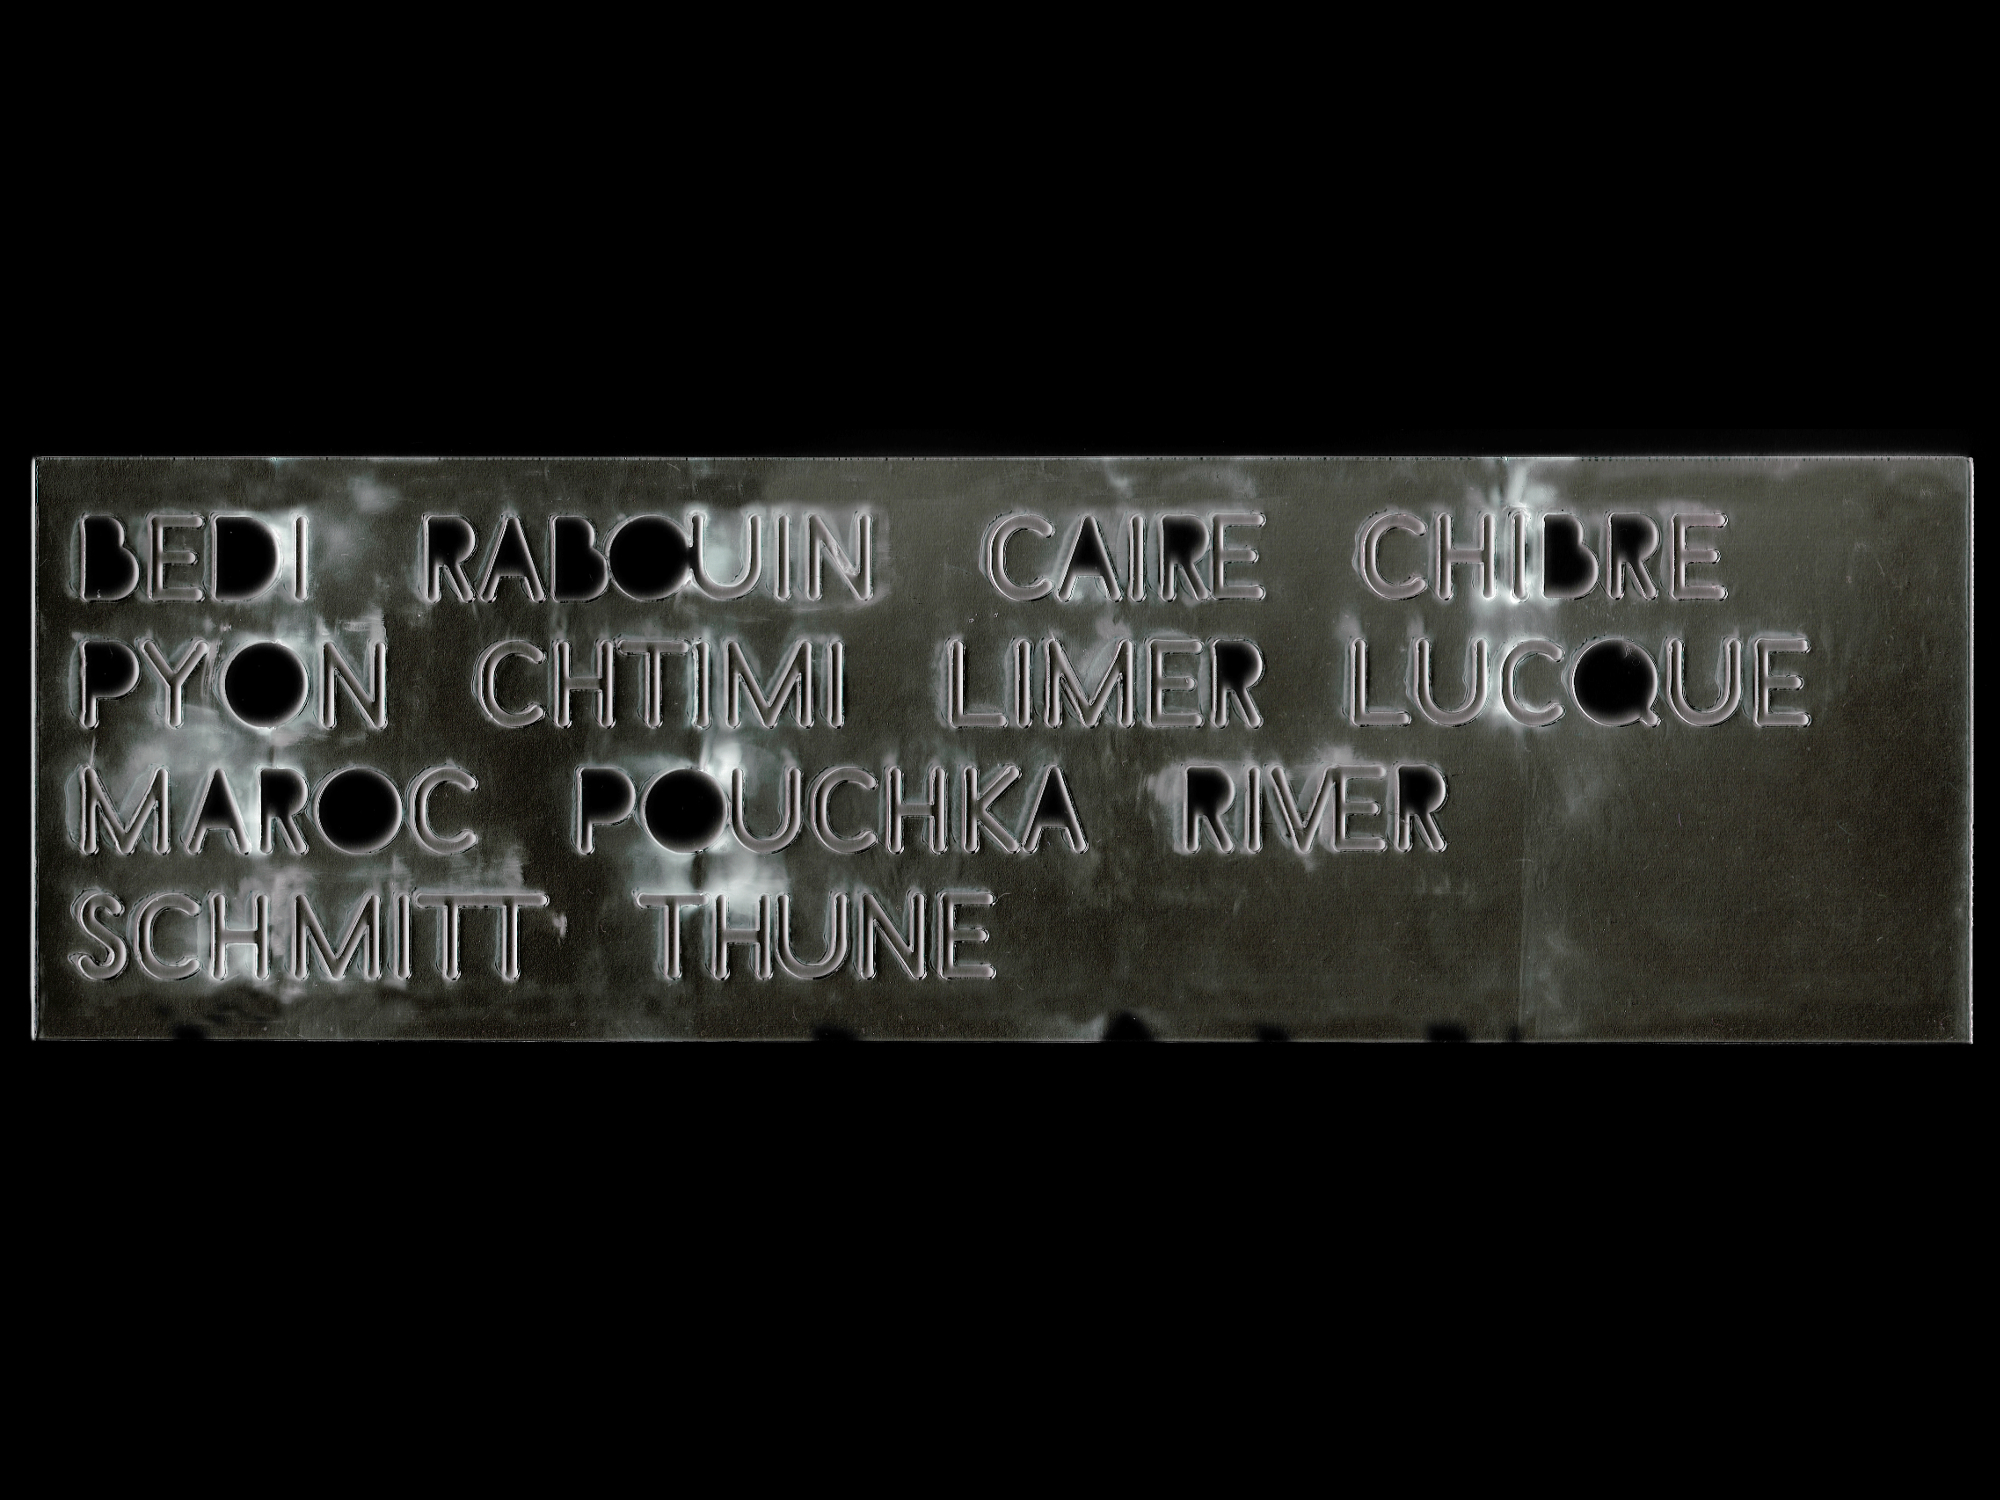 BEDI RABOUIN CAIRE CHIBRE
PYON CHTIMI LIMER LUCQUE
MAROC POUCHKA RIVER
SCHMITT THUNE